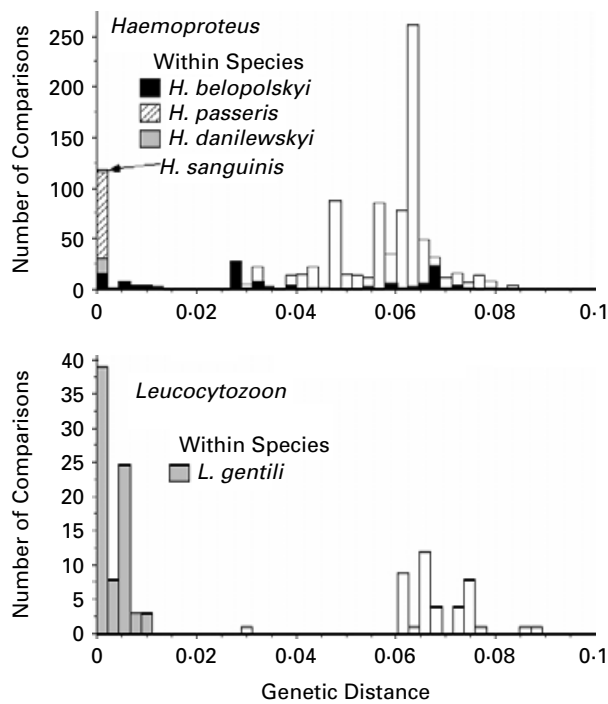 Haemoproteus
Within Species
H. belopolskyi
H. passeris
H. danilewskyi
H. sanguinis
Number of Comparisons
250
200
150
100
50
0
0 0·02 0·04 0·06 0·08 0·1
Leucocytozoon
Within Species
L. gentili
Number of Comparisons
40
35
30
25
20
15
10
5
0
0 0·02 0·04 0·06 0·08 0·1
Genetic Distance